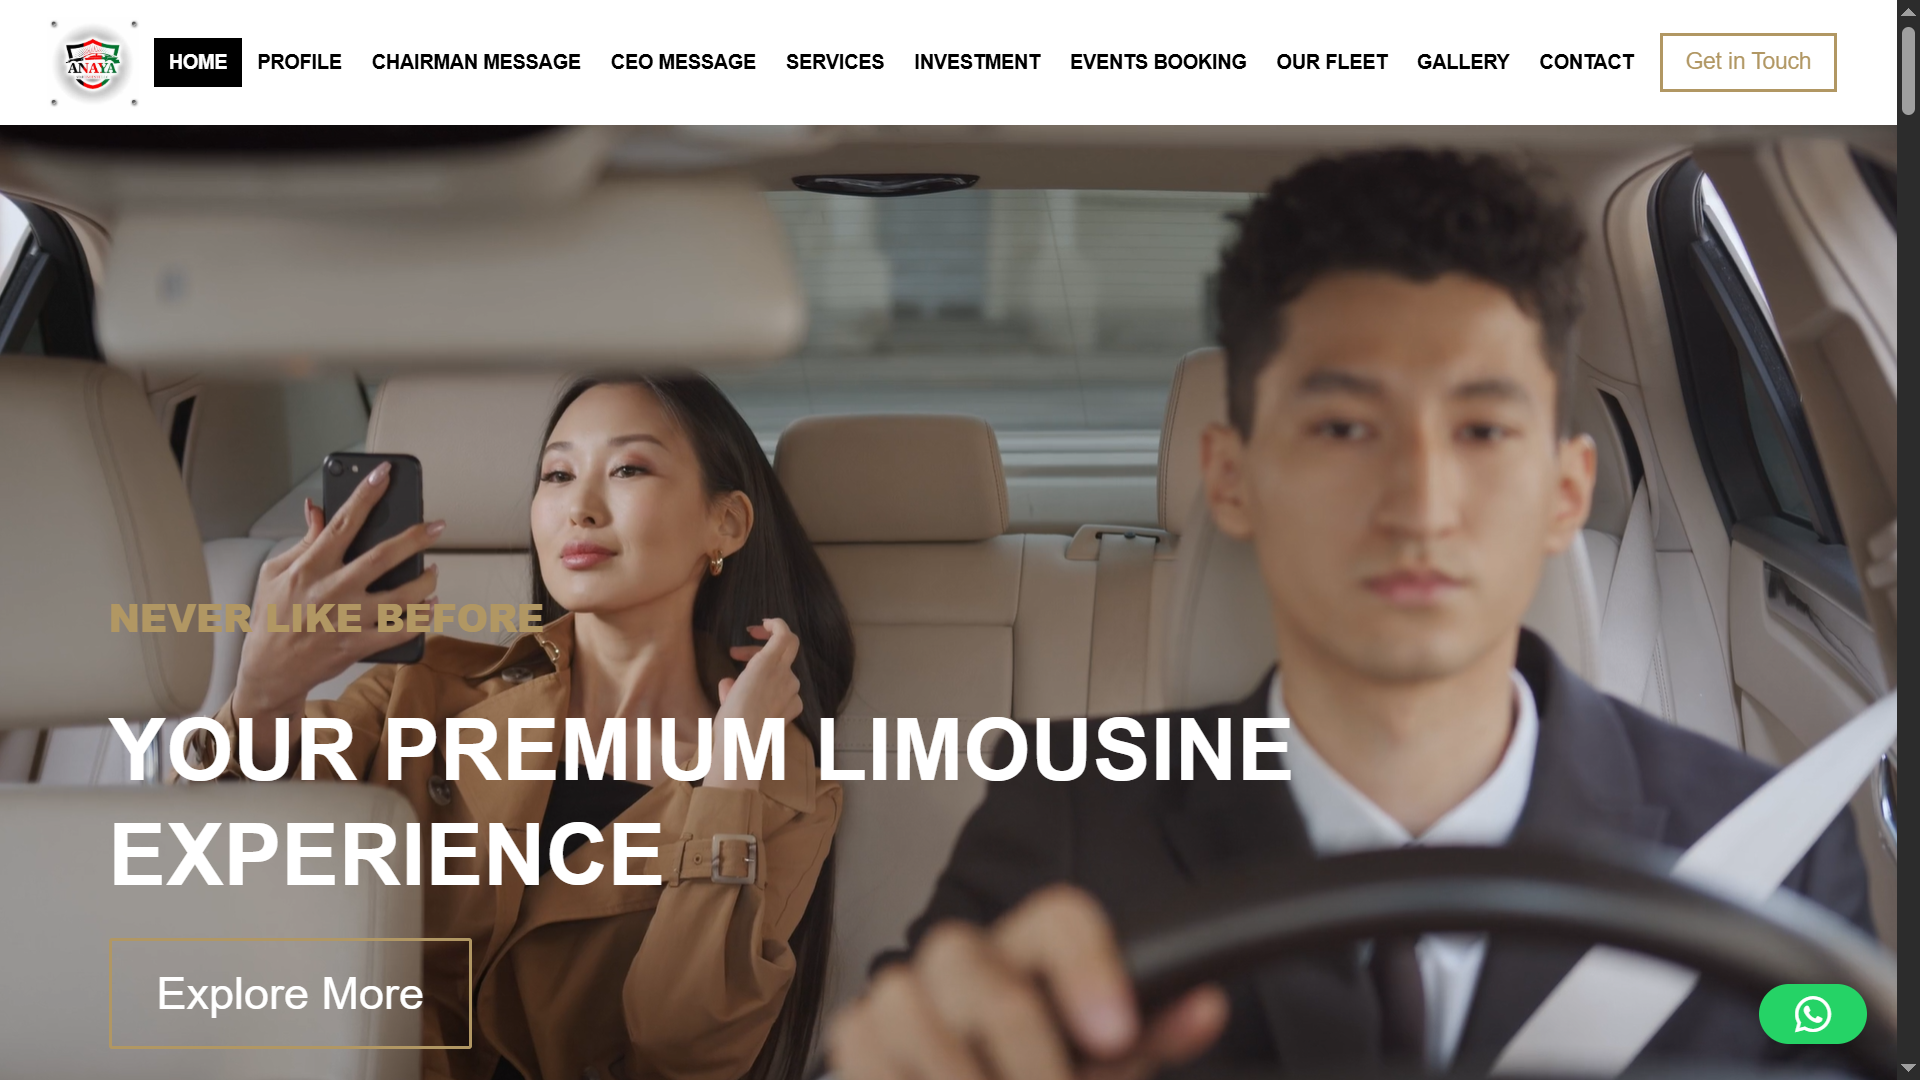 ANAYA
HOME
PROFILE
CHAIRMAN MESSAGE
CEO MESSAGE
SERVICES
INVESTMENT
EVENTS BOOKING
OUR FLEET
GALLERY
CONTACT
Get in Touch
NEVER LIKE BEFORE
YOUR PREMIUM LIMOUSINE
EXPERIENCE
Explore More